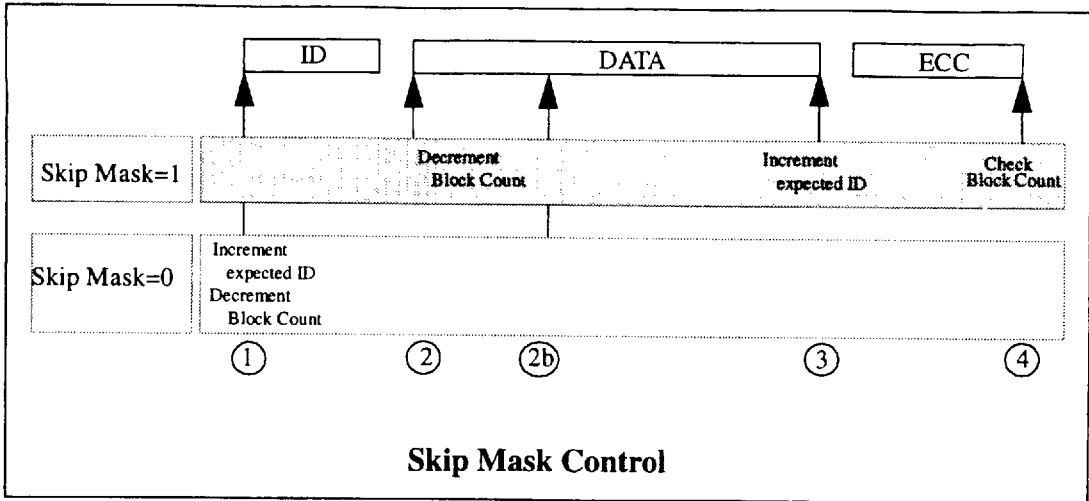 ID
DATA
ECC
Skip Mask=1
Decrement
Block Count
Increment
expected ID
Check
Block Count
Skip Mask=0
Increment
expected ID
Decrement
Block Count
1
2
2b
3
4
Skip Mask Control